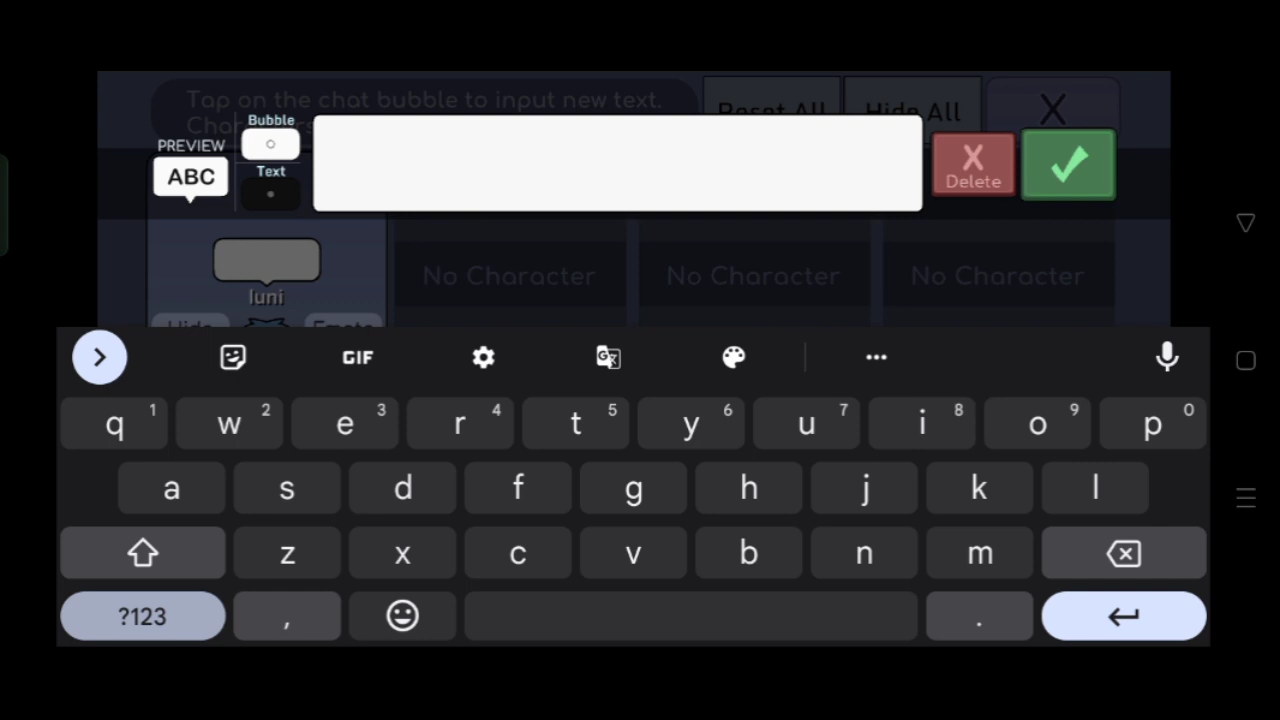 Tap on the chat bubble to input new text.
Reset All
Hide All
X
Bubble
PREVIEW
ABC
Text
X
Delete
luni
No Character
No Character
No Character
Hide
GIF
q 1 w 2 e 3 r 4 t 5 y 6 u 7 i 8 o 9 p 0
a s d f g h j k l
z x c v b n m
?123 , .